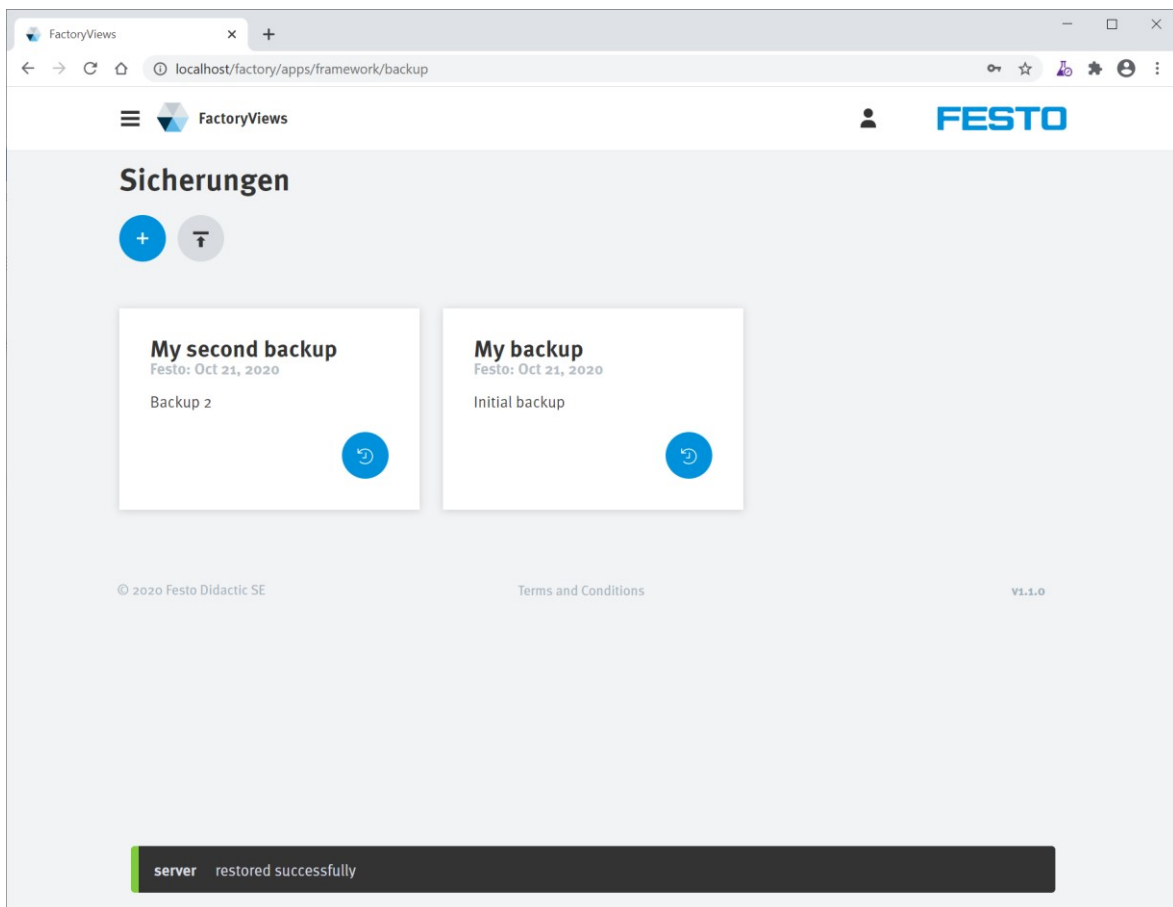 FactoryViews
localhost/factory/apps/framework/backup
FactoryViews
FESTO
Sicherungen
My second backup
Festo: Oct 21, 2020
Backup 2
My backup
Festo: Oct 21, 2020
Initial backup
© 2020 Festo Didactic SE
Terms and Conditions
v1.1.0
server restored successfully